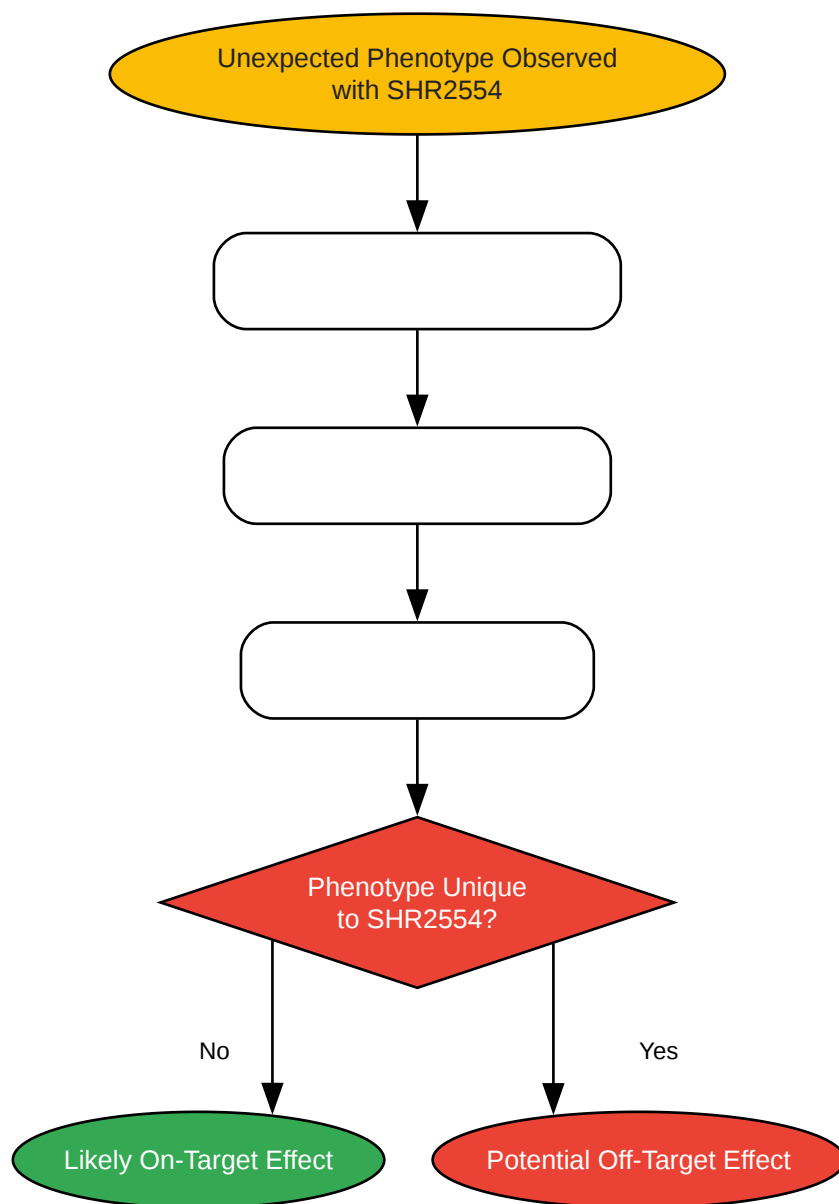 Unexpected Phenotype Observed
with SHR2554
Phenotype Unique
to SHR2554?
No
Yes
Likely On-Target Effect
Potential Off-Target Effect